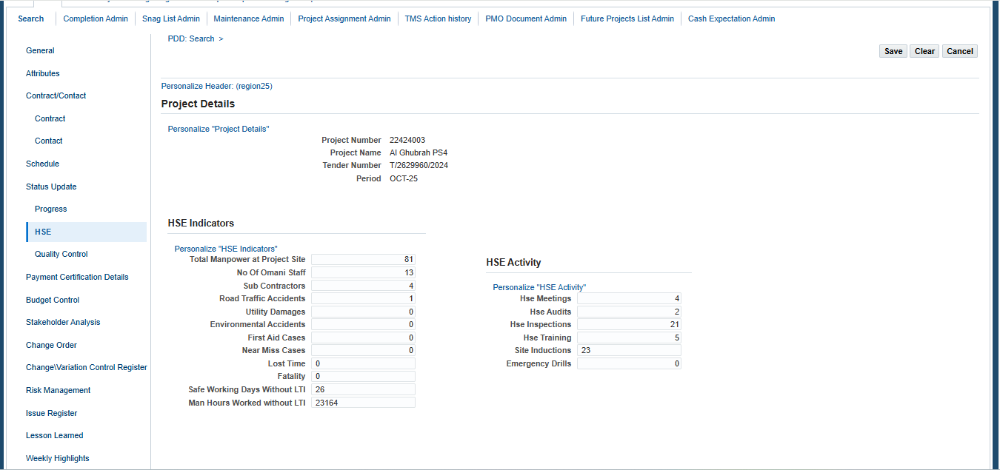 Search
Completion Admin
Snag List Admin
Maintenance Admin
Project Assignment Admin
TMS Action history
PMO Document Admin
Future Projects List Admin
Cash Expectation Admin
General
Attributes
Contract/Contact
Contract
Contact
Schedule
Status Update
Progress
HSE
Quality Control
Payment Certification Details
Budget Control
Stakeholder Analysis
Change Order
Change\Variation Control Register
Risk Management
Issue Register
Lesson Learned
Weekly Highlights
PDD: Search >
Save Clear Cancel
Personalize Header: (region25)
Project Details
Personalize "Project Details"
Project Number 22424003
Project Name Al Ghubrah PS4
Tender Number T/2629960/2024
Period OCT-25
HSE Indicators
Personalize "HSE Indicators"
Total Manpower at Project Site 81
No Of Omani Staff 13
Sub Contractors 4
Road Traffic Accidents 1
Utility Damages 0
Environmental Accidents 0
First Aid Cases 0
Near Miss Cases 0
Lost Time 0
Fatality 0
Safe Working Days Without LTI 26
Man Hours Worked without LTI 23164
HSE Activity
Personalize "HSE Activity"
Hse Meetings 4
Hse Audits 2
Hse Inspections 21
Hse Training 5
Site Inductions 23
Emergency Drills 0